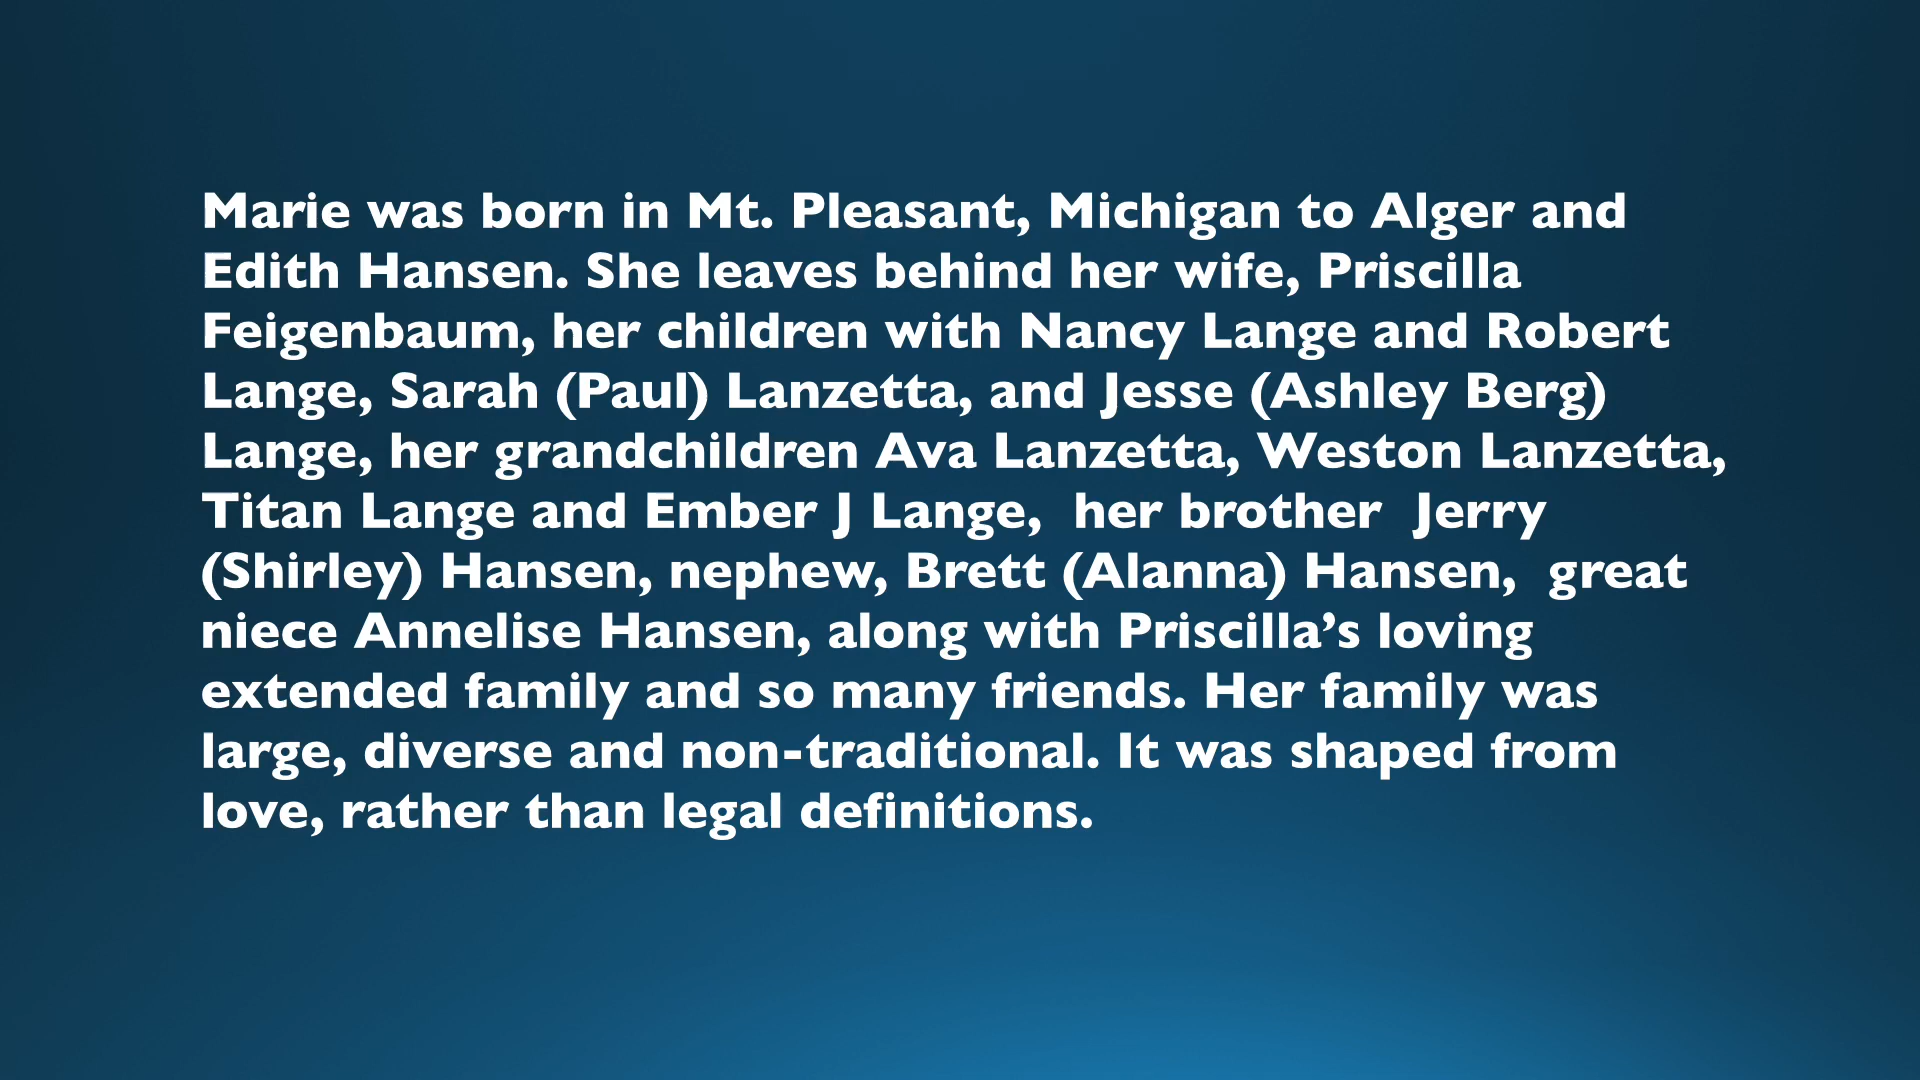 Marie was born in Mt. Pleasant, Michigan to Alger and
Edith Hansen. She leaves behind her wife, Priscilla
Feigenbaum, her children with Nancy Lange and Robert
Lange, Sarah (Paul) Lanzetta, and Jesse (Ashley Berg)
Lange, her grandchildren Ava Lanzetta, Weston Lanzetta,
Titan Lange and Ember J Lange,  her brother  Jerry
(Shirley) Hansen, nephew, Brett (Alanna) Hansen,  great
niece Annelise Hansen, along with Priscilla’s loving
extended family and so many friends. Her family was
large, diverse and non-traditional. It was shaped from
love, rather than legal definitions.